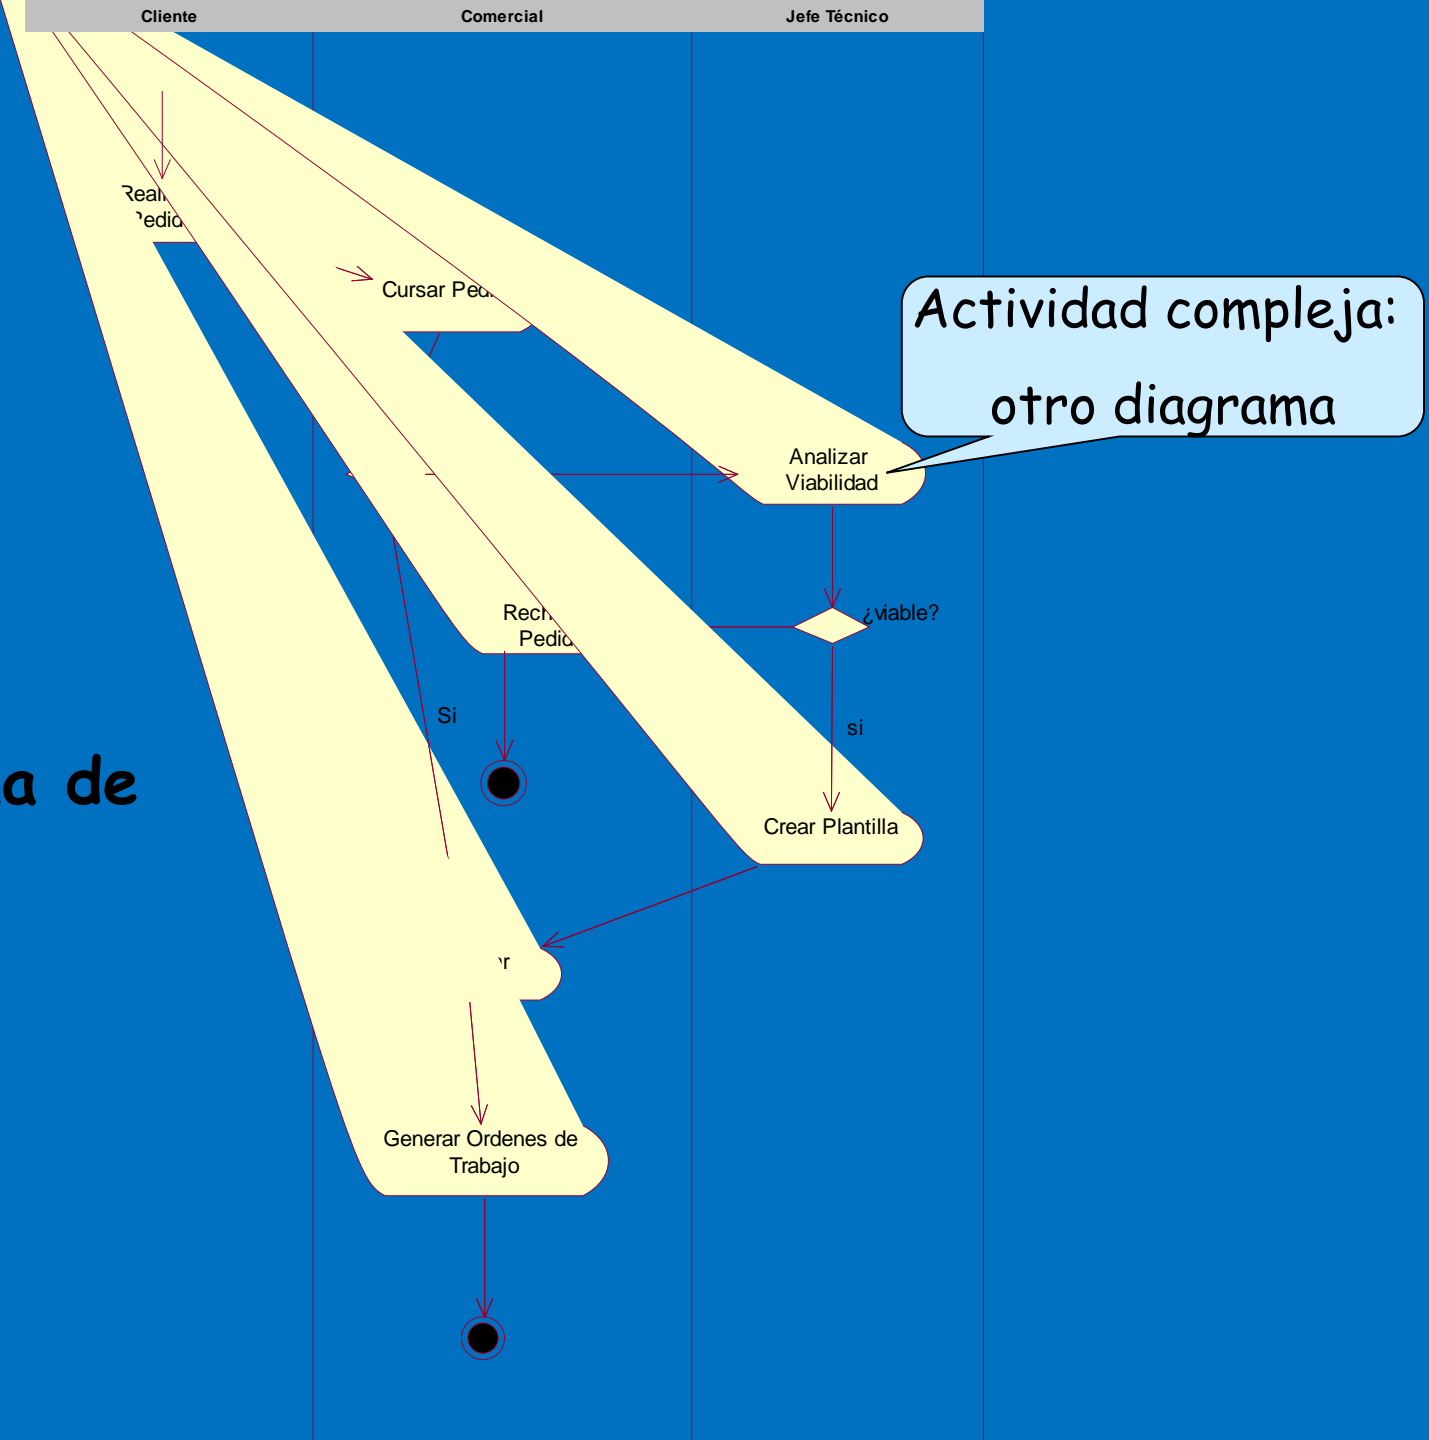 Cliente Comercial Jefe Técnico
Cursar
Actividad compleja:
otro diagrama
Analizar
Viabilidad
¿viable?
Si
si
de
Crear Plantilla
Generar Ordenes de
Trabajo